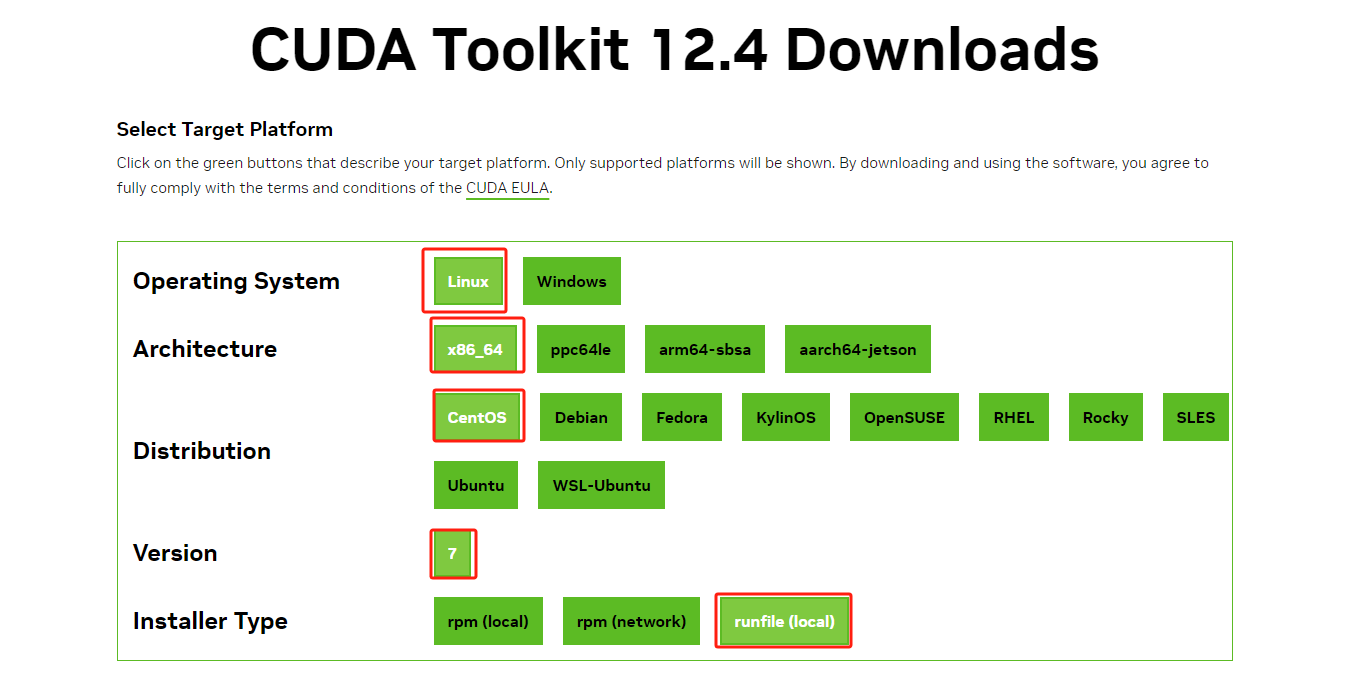 CUDA Toolkit 12.4 Downloads
Select Target Platform
Click on the green buttons that describe your target platform. Only supported platforms will be shown. By downloading and using the software, you agree to
fully comply with the terms and conditions of the CUDA EULA.
Operating System Linux Windows
Architecture x86_64 ppc64le arm64-sbsa aarch64-jetson
Distribution CentOS Debian Fedora KylinOS OpenSUSE RHEL Rocky SLES
Ubuntu WSL-Ubuntu
Version 7
Installer Type rpm (local) rpm (network) runfile (local)